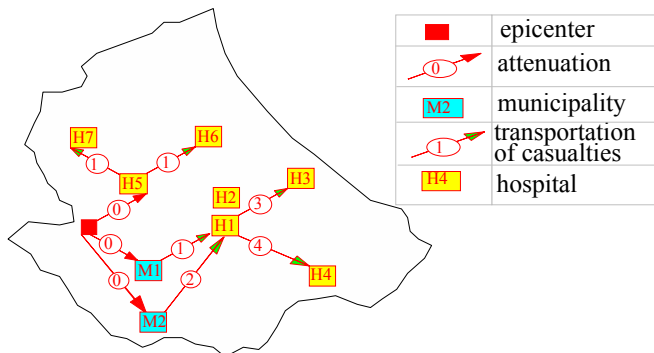 H7
H6
1
1
H5
0
H2
3
H3
H1
0
1
4
M1
0
2
H4
M2
epicenter
0
attenuation
M2
municipality
1
transportation
of casualties
H4
hospital